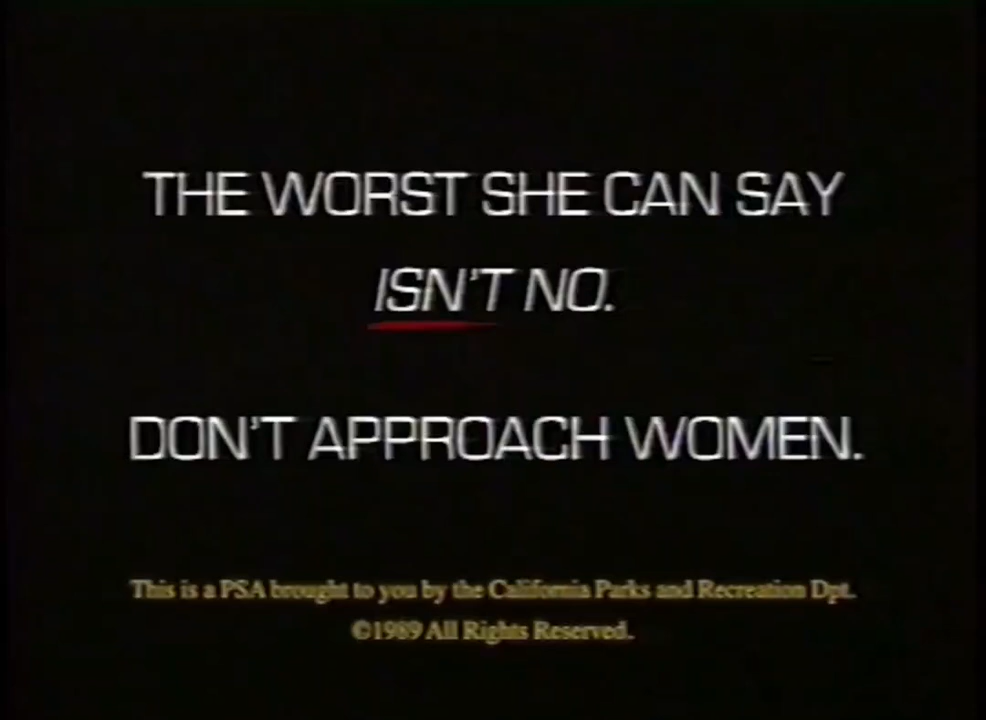 THE WORST SHE CAN SAY
ISN'T NO.
DON'T APPROACH WOMEN.
This is a PSA brought to you by the California Parks and Recreation Dpt.
©1989 All Rights Reserved.